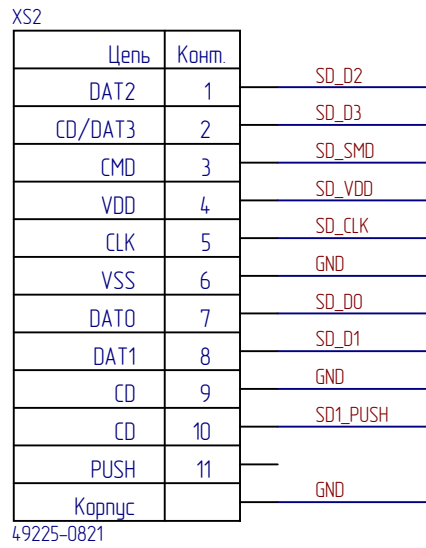 XS2
Цепь Конт.
DAT2 1 SD_D2
CD/DAT3 2 SD_D3
CMD 3 SD_SMD
VDD 4 SD_VDD
CLK 5 SD_CLK
VSS 6 GND
DAT0 7 SD_D0
DAT1 8 SD_D1
CD 9 GND
CD 10 SD1_PUSH
PUSH 11
Корпус GND
49225-0821